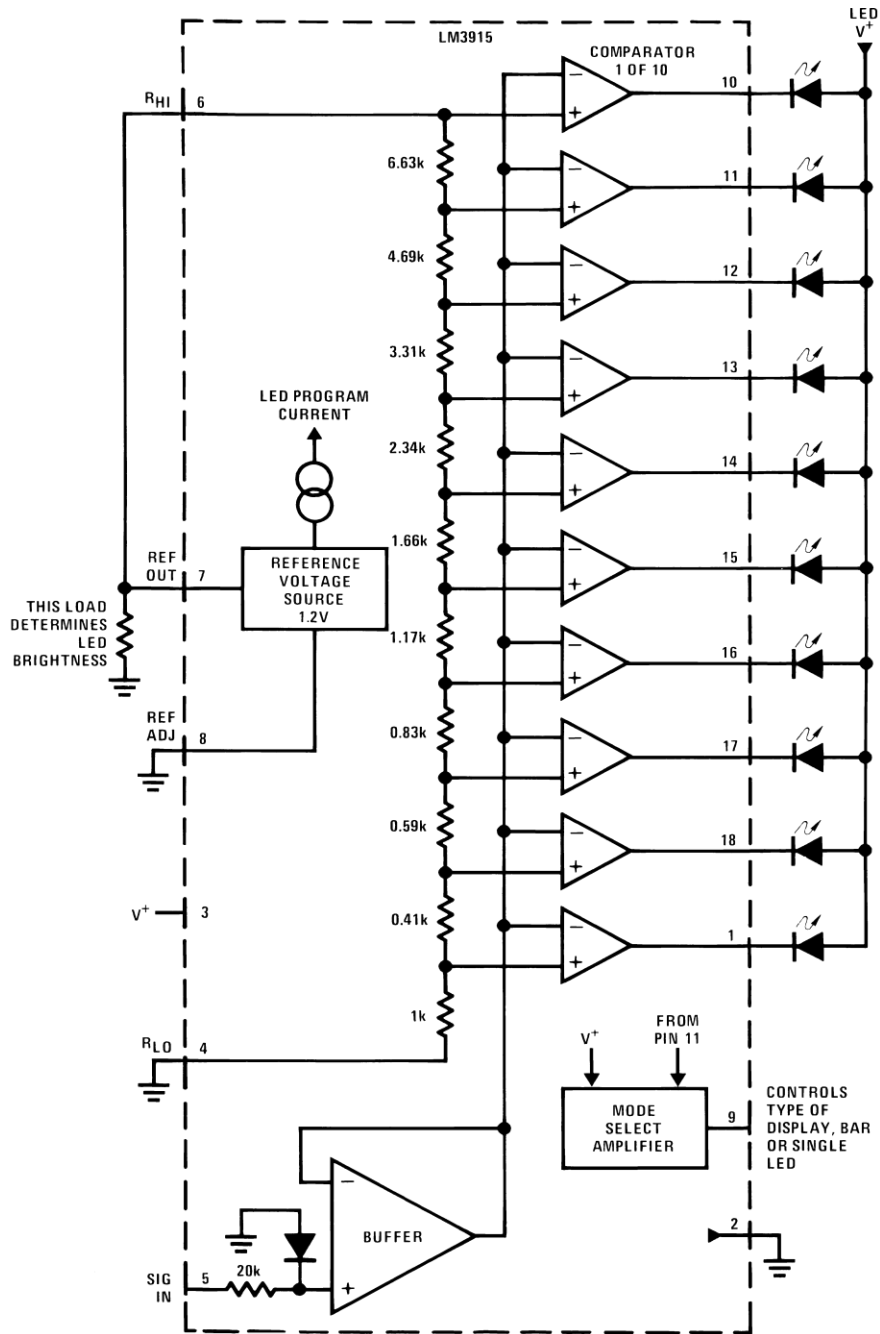 LED
V+
LM3915
COMPARATOR
1 OF 10
10
RHI
6
6.63k
11
4.69k
12
3.31k
13
LED PROGRAM
CURRENT
2.34k
14
1.66k
15
REF
OUT
7
REFERENCE
VOLTAGE
SOURCE
1.2V
THIS LOAD
DETERMINES
LED
BRIGHTNESS
1.17k
16
REF
ADJ
8
0.83k
17
0.59k
18
V+
3
0.41k
1
1k
RLO
4
V+
FROM
PIN 11
MODE
SELECT
AMPLIFIER
9
CONTROLS
TYPE OF
DISPLAY, BAR
OR SINGLE
LED
BUFFER
2
SIG
IN
5
20k